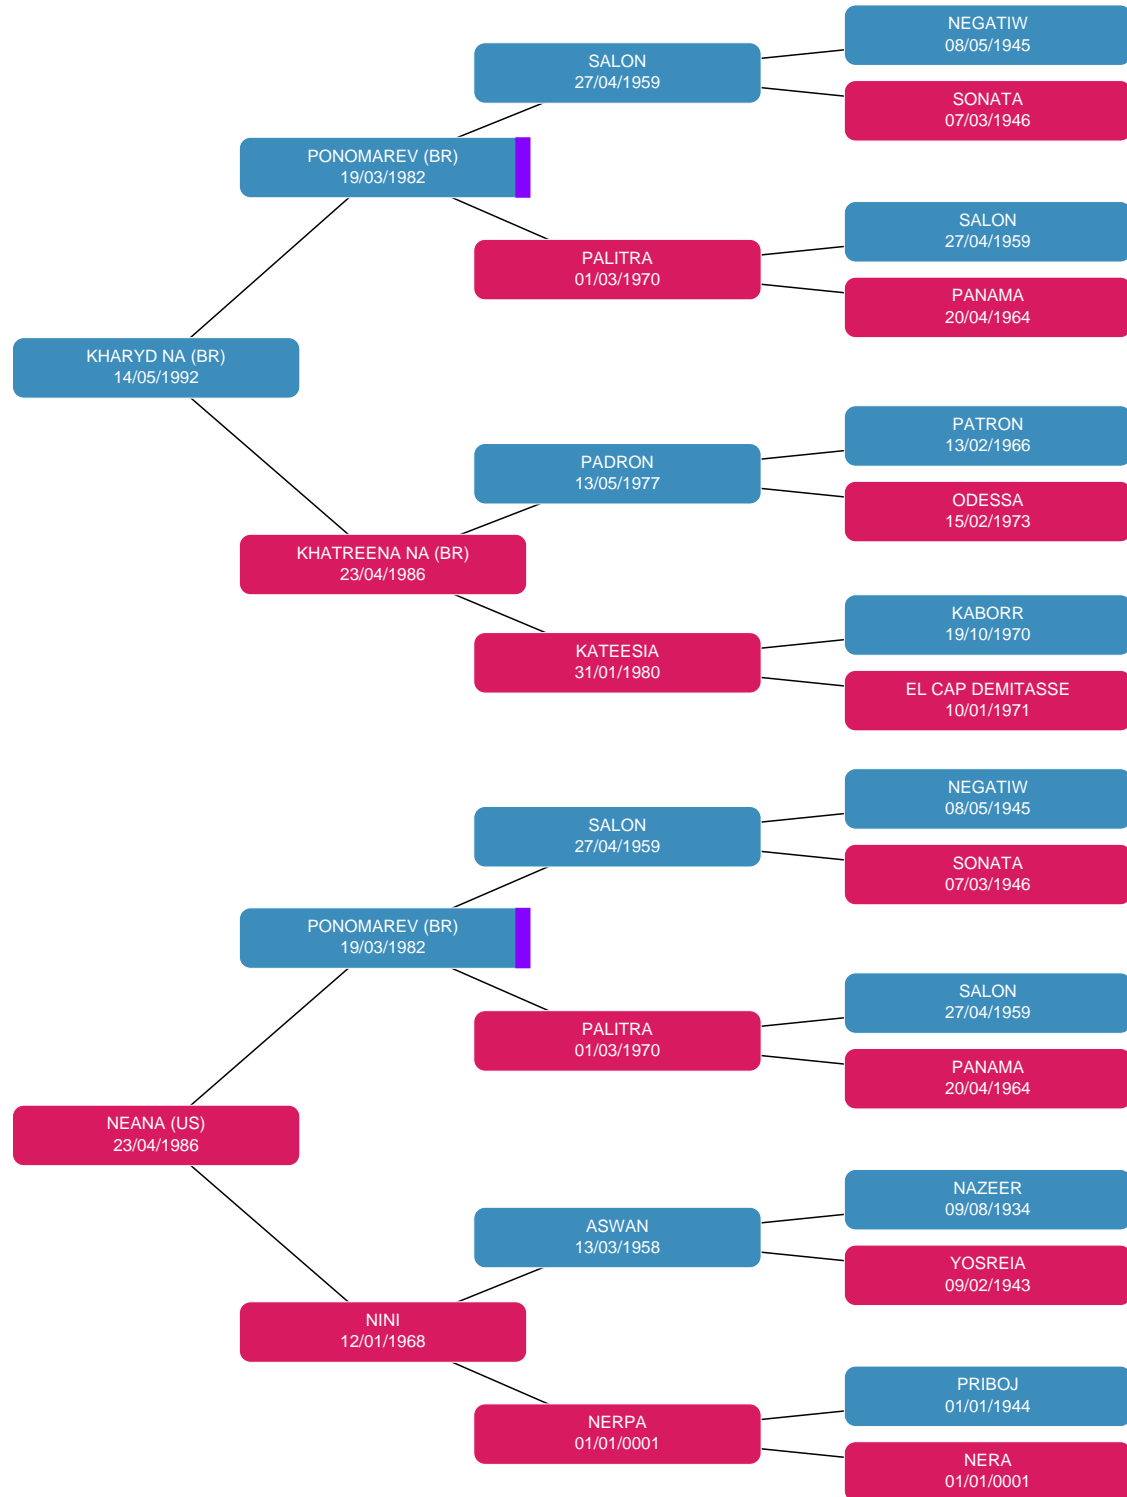 NEGATIW
08/05/1945
SALON
27/04/1959
SONATA
07/03/1946
PONOMAREV (BR)
19/03/1982
SALON
27/04/1959
PALITRA
01/03/1970
PANAMA
20/04/1964
KHARYD NA (BR)
14/05/1992
PATRON
13/02/1966
PADRON
13/05/1977
ODESSA
15/02/1973
KHATREENA NA (BR)
23/04/1986
KABORR
19/10/1970
KATEESIA
31/01/1980
EL CAP DEMITASSE
10/01/1971
NEGATIW
08/05/1945
SALON
27/04/1959
SONATA
07/03/1946
PONOMAREV (BR)
19/03/1982
SALON
27/04/1959
PALITRA
01/03/1970
PANAMA
20/04/1964
NEANA (US)
23/04/1986
NAZEER
09/08/1934
ASWAN
13/03/1958
YOSREIA
09/02/1943
NINI
12/01/1968
PRIBOJ
01/01/1944
NERPA
01/01/0001
NERA
01/01/0001